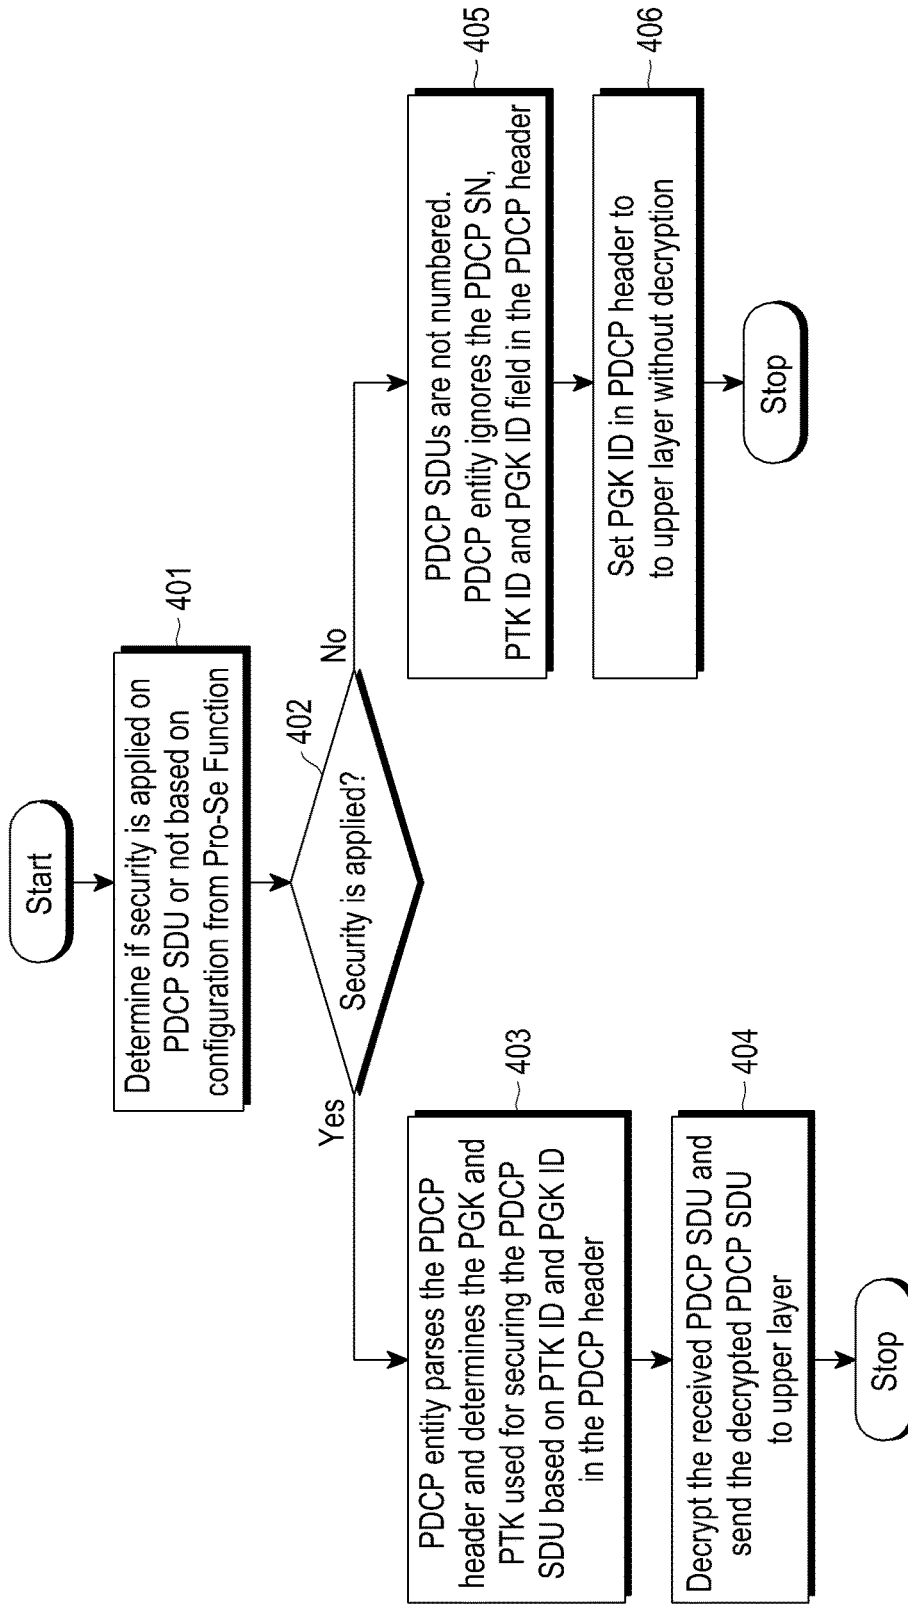 Start
Determine if security is applied on
PDCP SDU or not based on
configuration from Pro-Se Function
401
402
Security is applied?
Yes
No
PDCP entity parses the PDCP
header and determines the PGK and
PTK used for securing the PDCP
SDU based on PTK ID and PGK ID
in the PDCP header
403
Decrypt the received PDCP SDU and
send the decrypted PDCP SDU
to upper layer
404
Stop
PDCP SDUs are not numbered.
PDCP entity ignores the PDCP SN,
PTK ID and PGK ID field in the PDCP header
405
Set PGK ID in PDCP header to
to upper layer without decryption
406
Stop